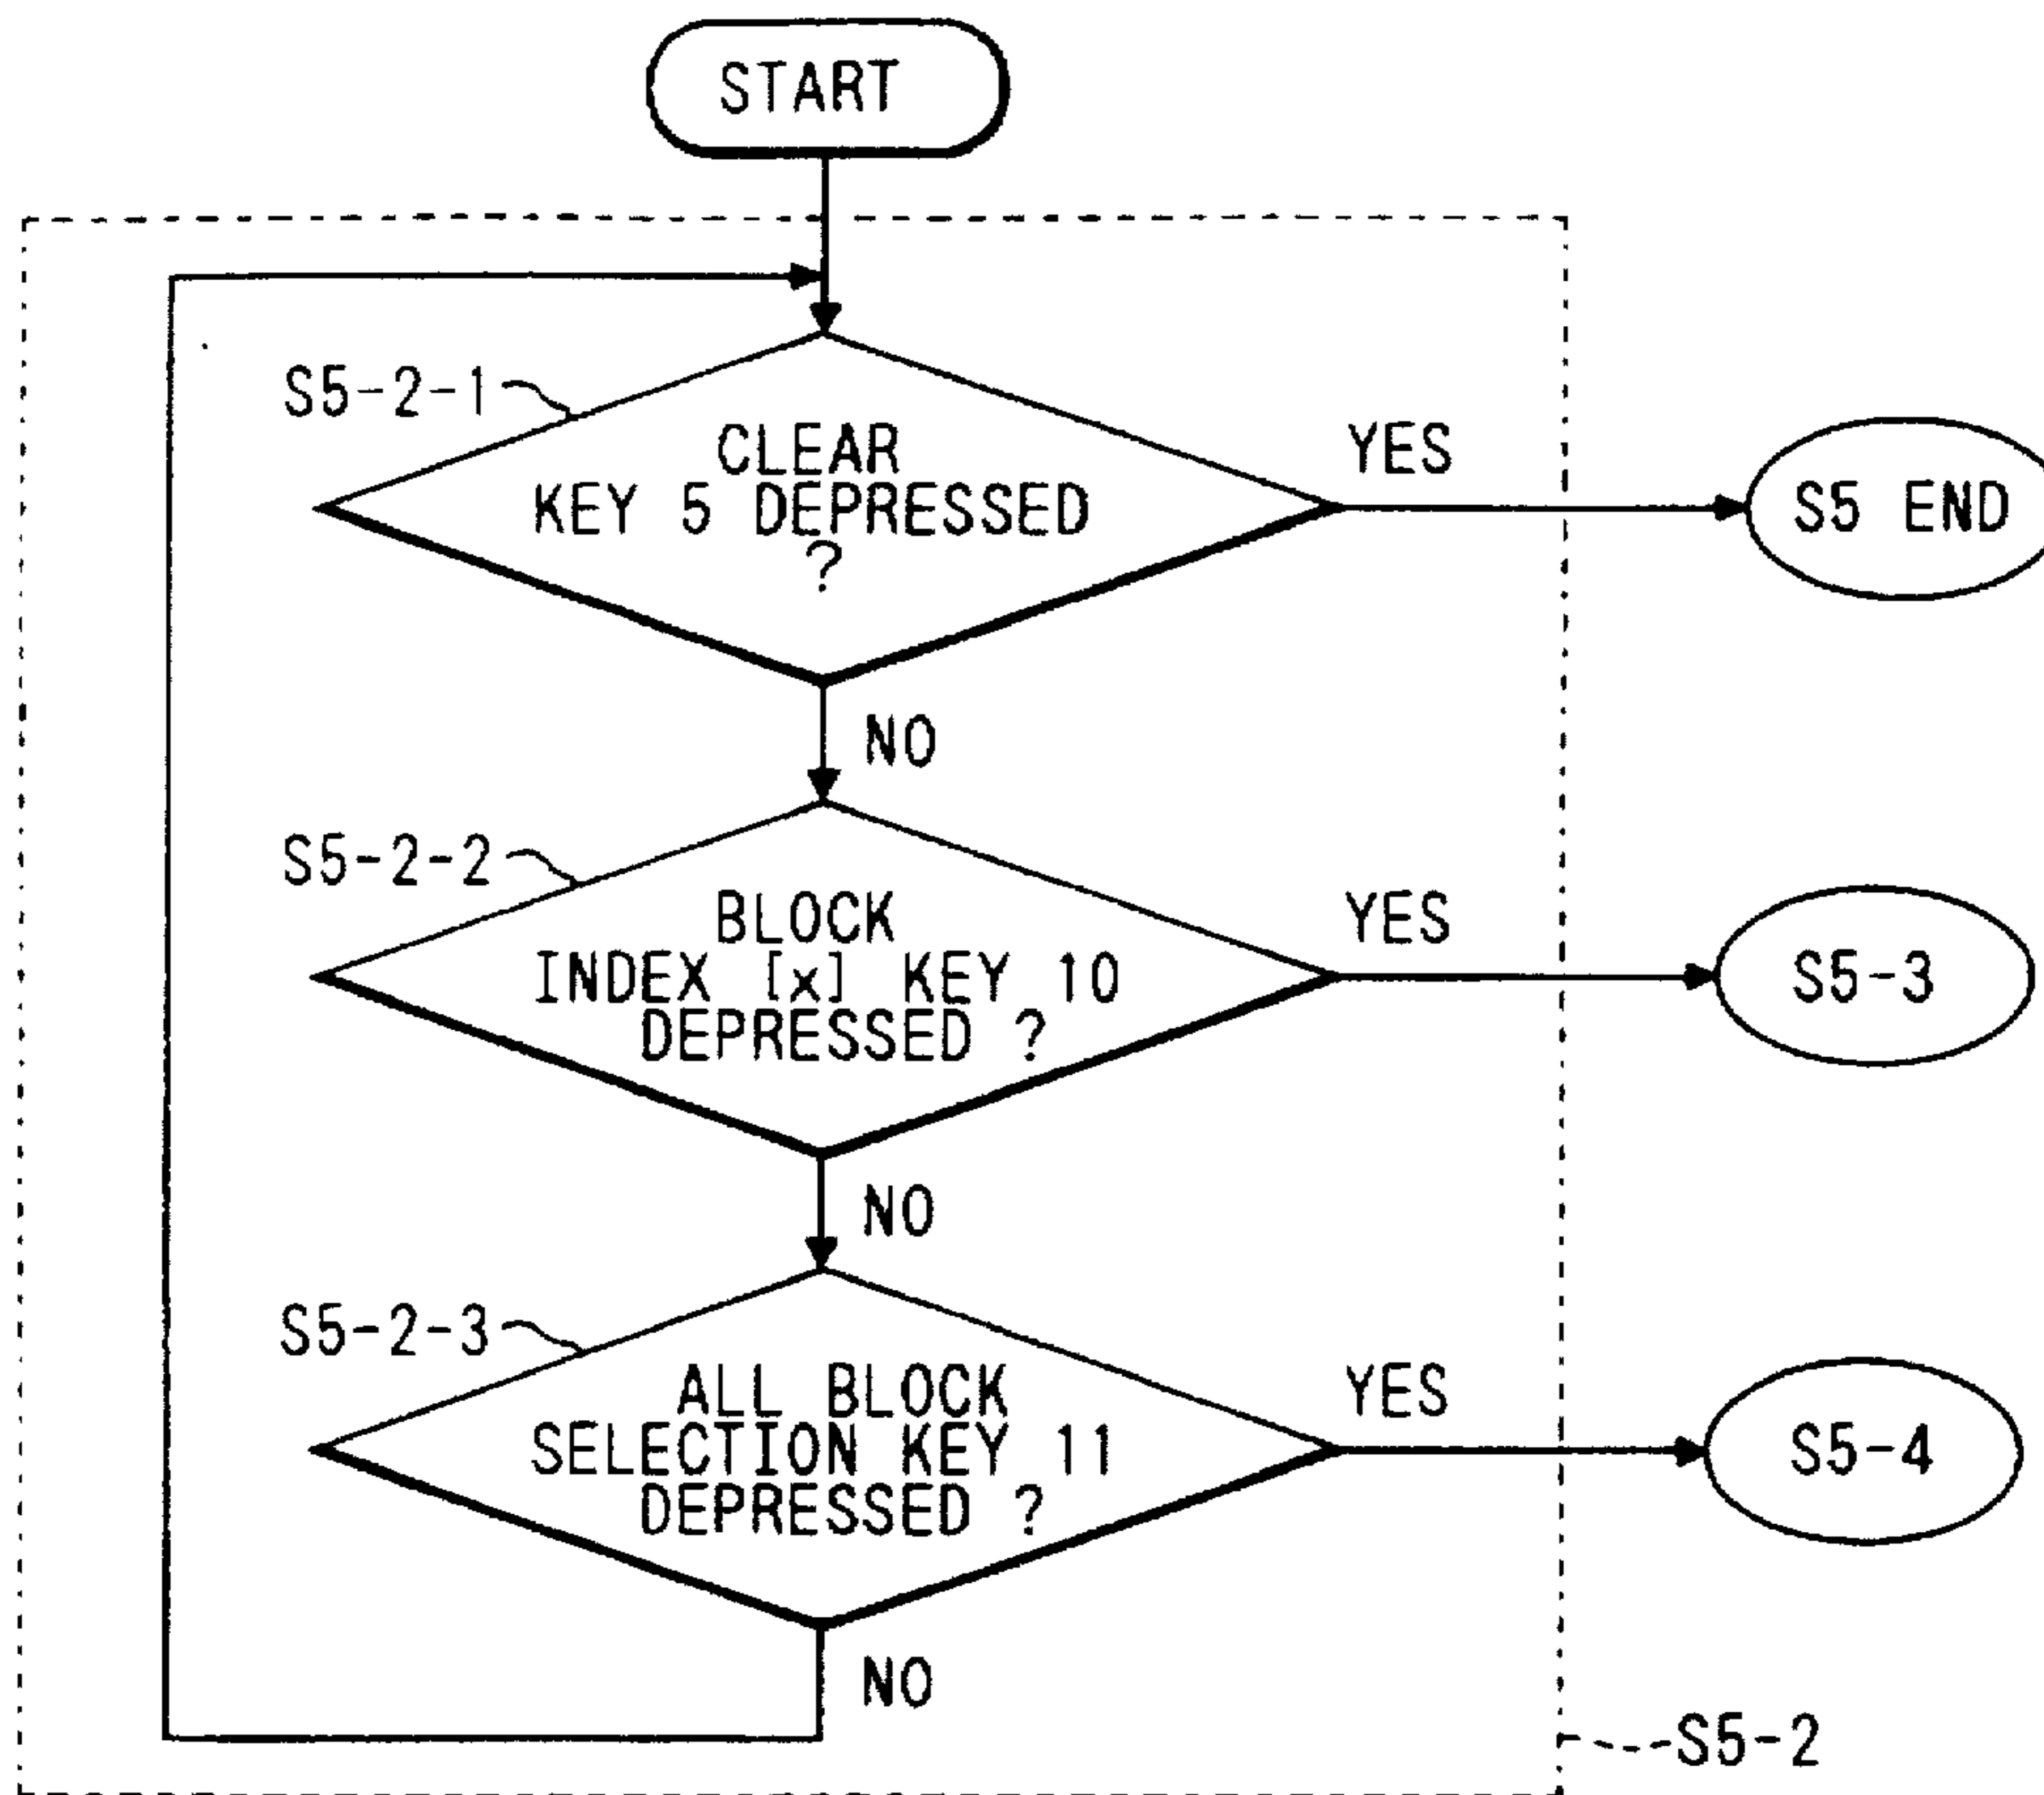 START
S5-2-1
CLEAR
KEY 5 DEPRESSED
?
YES
S5 END
NO
S5-2-2
BLOCK
INDEX [x] KEY 10
DEPRESSED ?
YES
S5-3
NO
S5-2-3
ALL BLOCK
SELECTION KEY 11
DEPRESSED ?
YES
S5-4
NO
S5-2